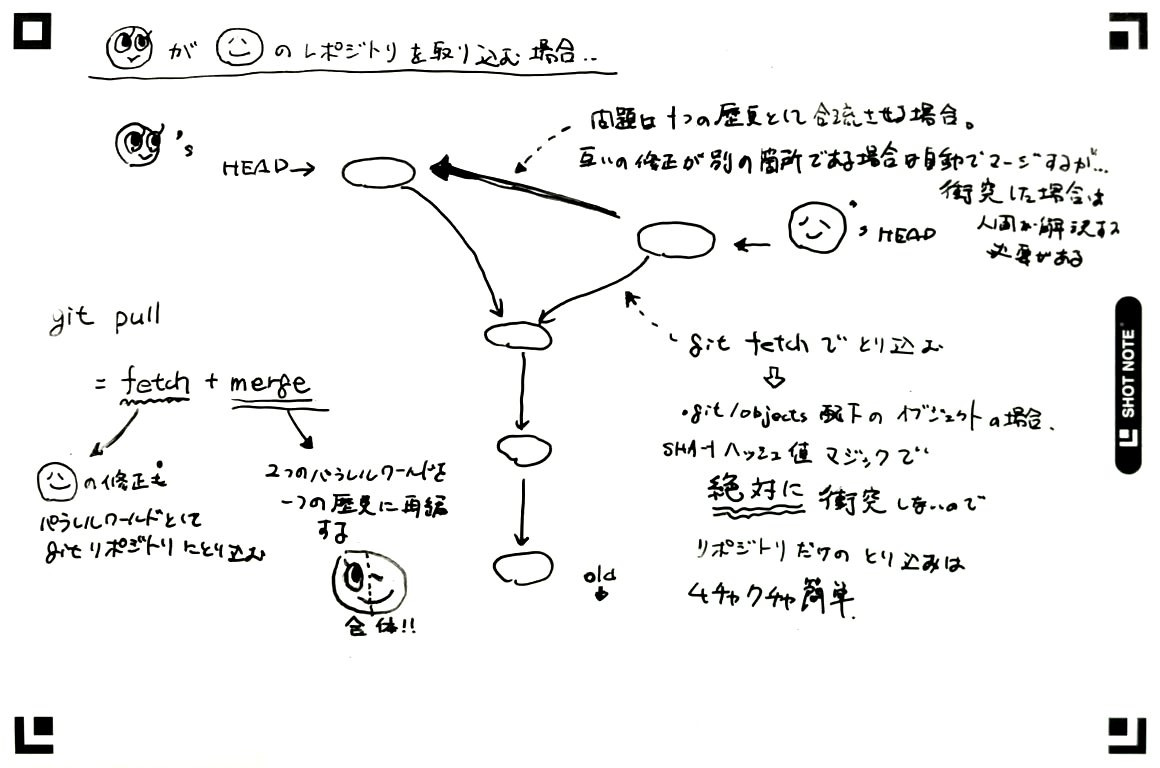 が のレポジトリを取り込む場合..
's
HEAD→
問題は1つの歴史として合流させる場合。
互いの修正が別の箇所である場合は自動でマージするが...
衝突した場合は
人間が解決する
必要がある
's HEAD
git pull
= fetch + merge
の修正を
パラレルワールドとして
gitリポジトリにとり込む
2つのパラレルワールドを
一つの歴史に再編
する
合体!!
git fetch で とり込む
.git/objects 配下の オブジェクトの場合.
SHA-1 ハッシュ値 マジックで
絶対に 衝突しないので
リポジトリだけの とり込みは
ムチャクチャ簡単.
old
SHOT NOTE